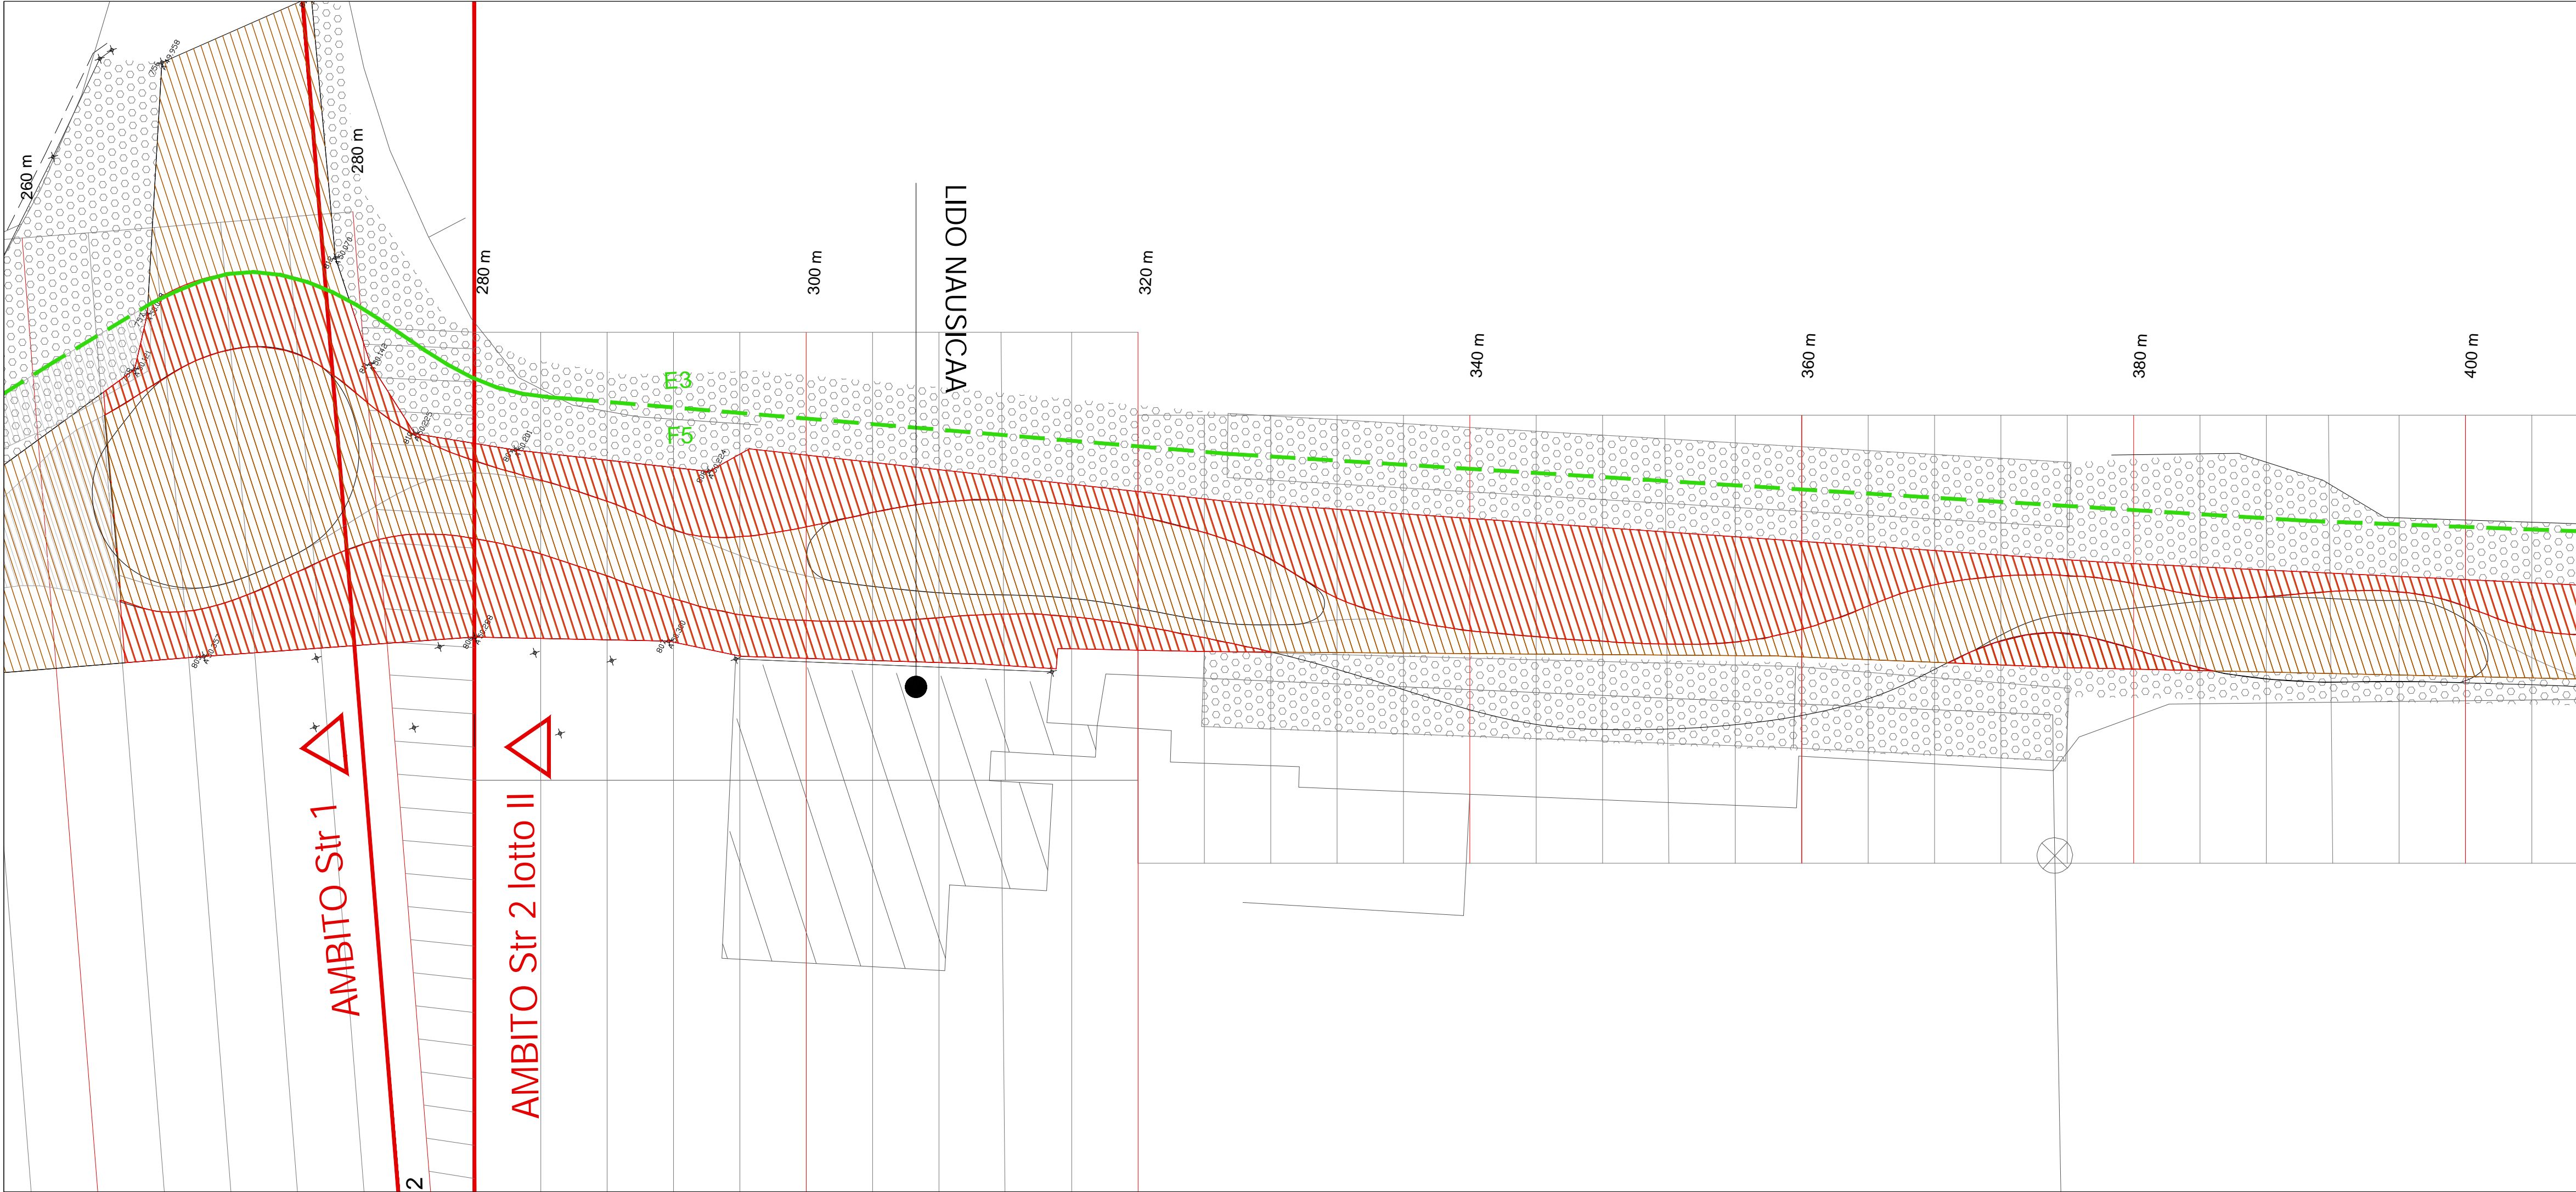 260 m
280 m
280 m
300 m
LIDO NAUSICAA
320 m
340 m
360 m
380 m
400 m
E3
F5
AMBITO Str 1
AMBITO Str 2 lotto II
2